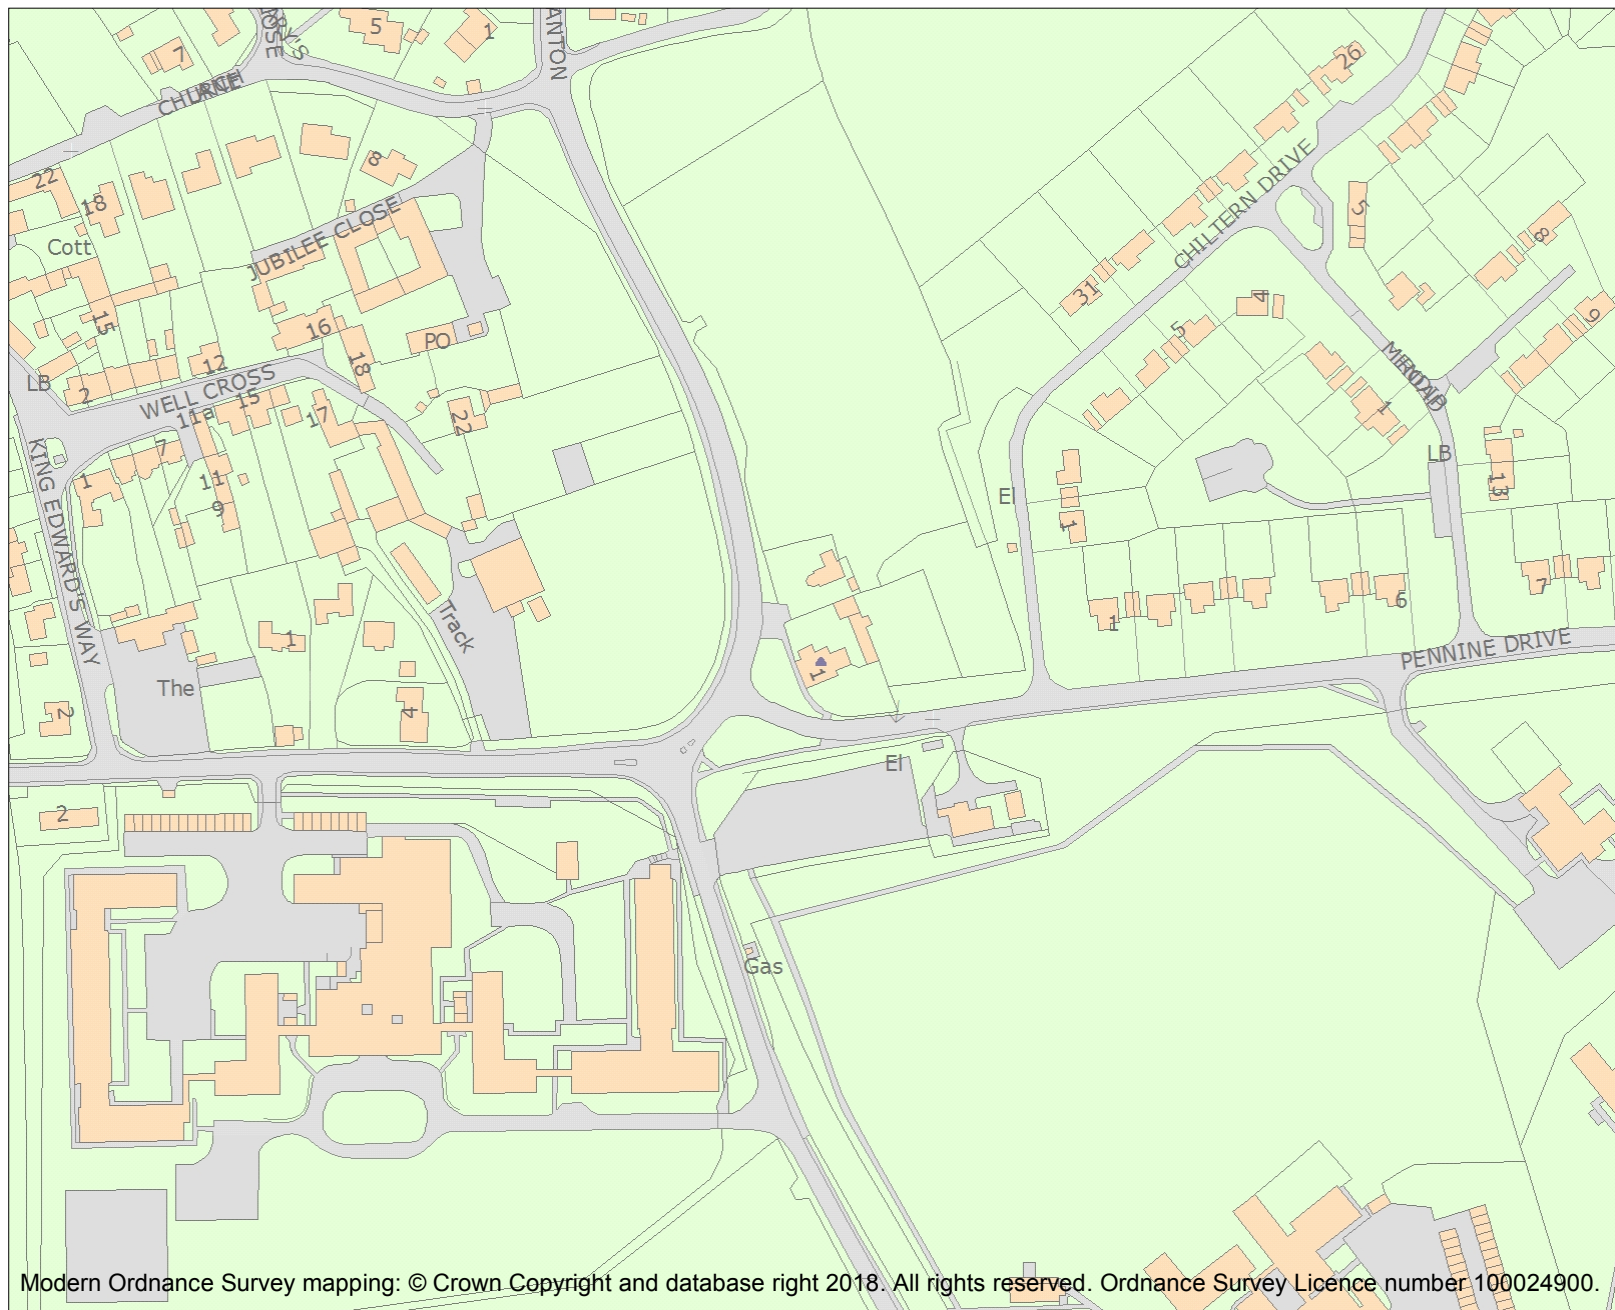 5
1
ANTON
7
CHURCH
26
22
18
8
JUBILEE CLOSE
Cott
CHILTERN DRIVE
5
8
15
16
PO
18
31
4
5
9
LB
2
12
WELL CROSS
11a
15
17
22
1
LB
KING EDWARD'S WAY
1
7
11
9
El
1
13
Track
1
6
7
1
1
PENNINE DRIVE
The
2
4
El
2
Gas
Modern Ordnance Survey mapping: © Crown Copyright and database right 2018. All rights reserved. Ordnance Survey Licence number 100024900.